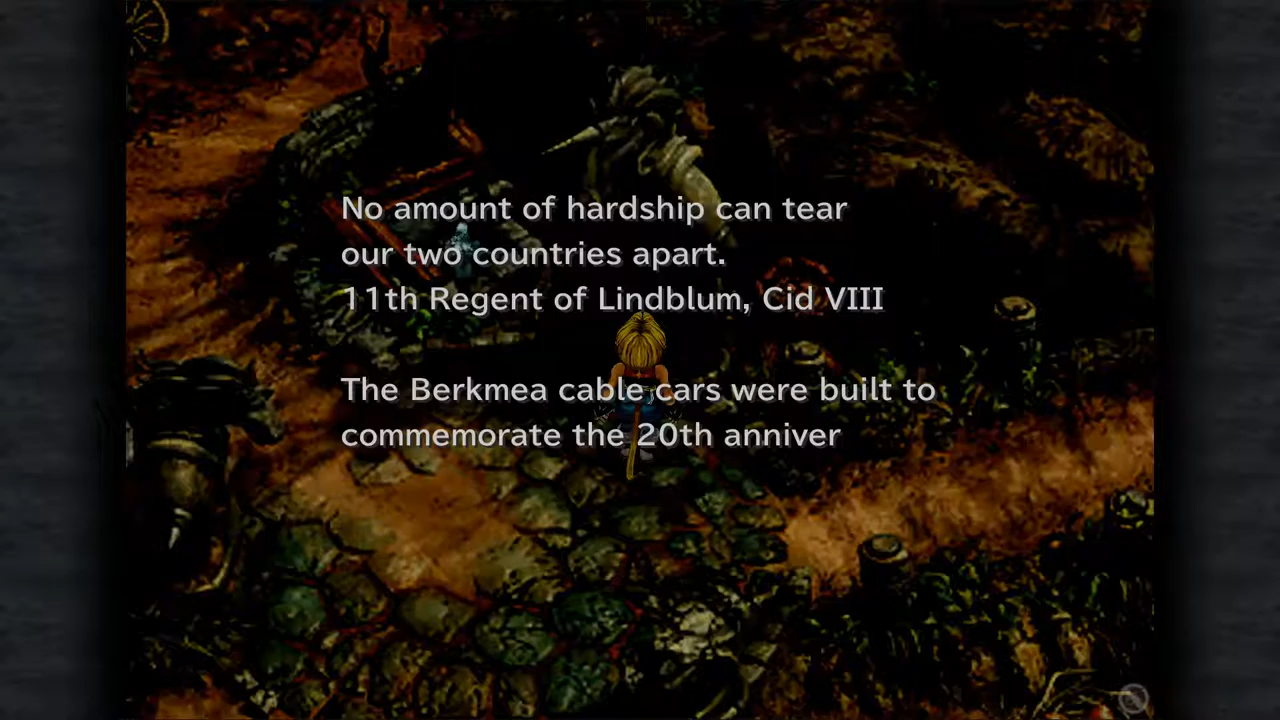 No amount of hardship can tear
our two countries apart.
11th Regent of Lindblum, Cid VIII
The Berkmea cable cars were built to
commemorate the 20th anniver